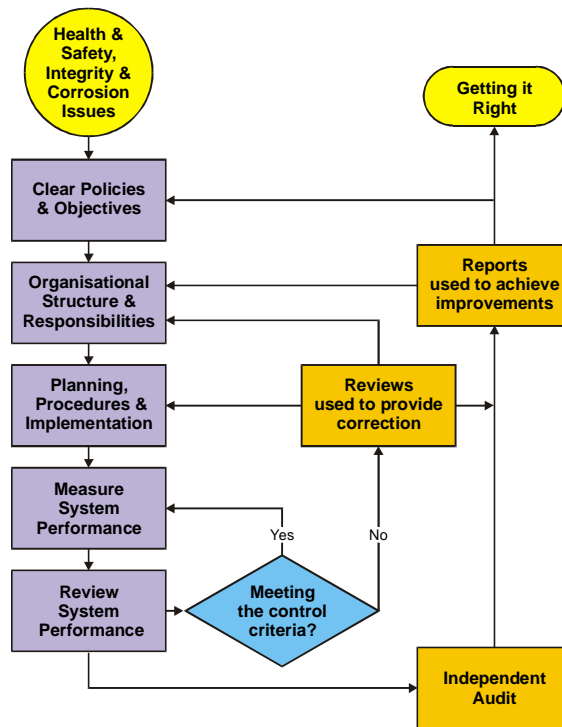 Health &
Safety,
Integrity &
Corrosion
Issues
Getting it
Right
Clear Policies
& Objectives
Organisational
Structure &
Responsibilities
Reports
used to achieve
improvements
Planning,
Procedures &
Implementation
Reviews
used to provide
correction
Measure
System
Performance
Yes
No
Review
System
Performance
Meeting
the control
criteria?
Independent
Audit